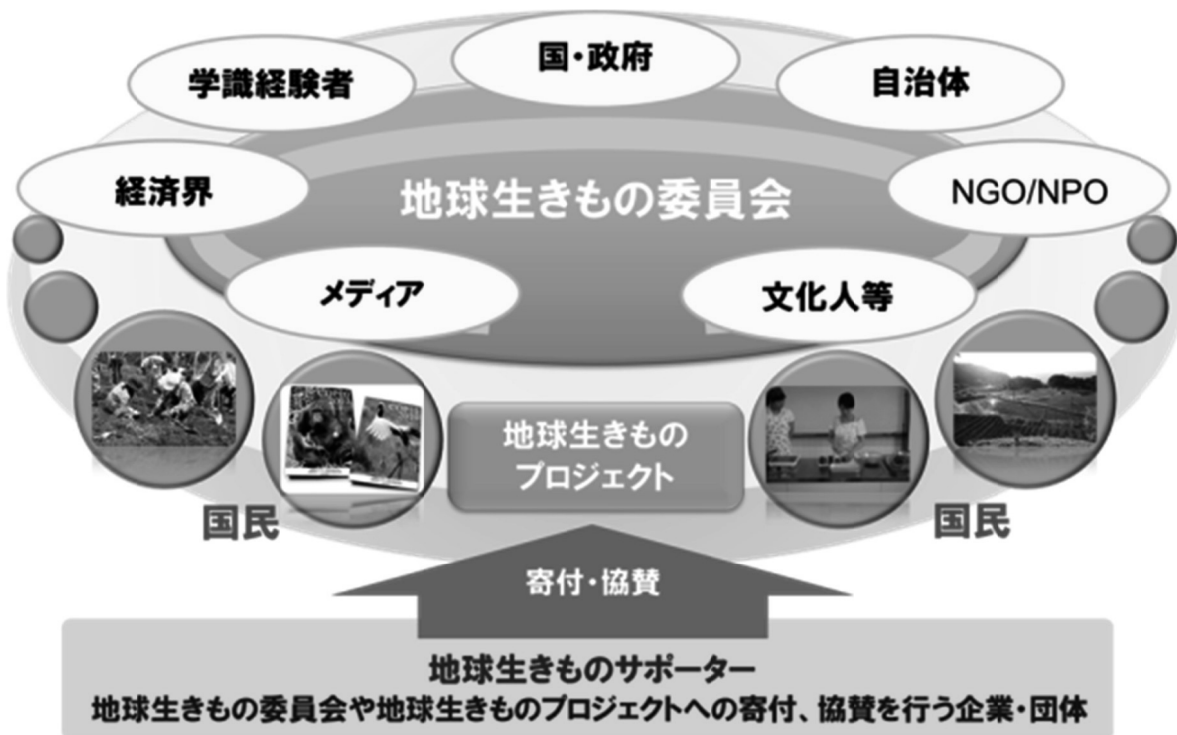 国・政府
学識経験者
自治体
経済界
地球生きもの委員会
NGO/NPO
メディア
文化人等
地球生きもの
プロジェクト
国民
国民
寄付・協賛
地球生きものサポーター
地球生きもの委員会や地球生きものプロジェクトへの寄付、協賛を行う企業・団体